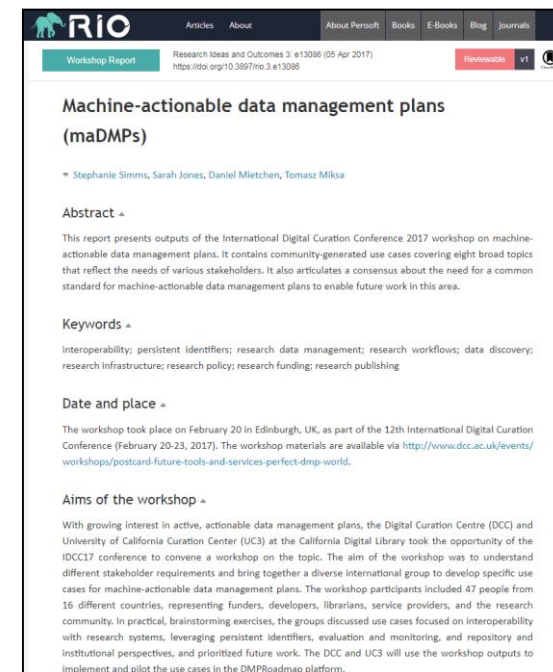 RIO
Articles About About Pensoft Books E-Books Blog Journals
Workshop Report
Research Ideas and Outcomes 3: e13086 (05 Apr 2017)
https://doi.org/10.3897/rio.3.e13086
Reviewable v1
Machine-actionable data management plans
(maDMPs)
Stephanie Simms, Sarah Jones, Daniel Mietchen, Tomasz Miksa
Abstract
This report presents outputs of the International Digital Curation Conference 2017 workshop on machine-
actionable data management plans. It contains community-generated use cases covering eight broad topics
that reflect the needs of various stakeholders. It also articulates a consensus about the need for a common
standard for machine-actionable data management plans to enable future work in this area.
Keywords
interoperability; persistent identifiers; research data management; research workflows; data discovery;
research infrastructure; research policy; research funding; research publishing
Date and place
The workshop took place on February 20 in Edinburgh, UK, as part of the 12th International Digital Curation
Conference (February 20-23, 2017). The workshop materials are available via http://www.dcc.ac.uk/events/
workshops/postcard-future-tools-and-services-perfect-dmp-world.
Aims of the workshop
With growing interest in active, actionable data management plans, the Digital Curation Centre (DCC) and
University of California Curation Center (UC3) at the California Digital Library took the opportunity of the
IDCC17 conference to convene a workshop on the topic. The aim of the workshop was to understand
different stakeholder requirements and bring together a diverse international group to develop specific use
cases for machine-actionable data management plans. The workshop participants included 47 people from
16 different countries, representing funders, developers, librarians, service providers, and the research
community. In practical, brainstorming exercises, the groups discussed use cases focused on interoperability
with research systems, leveraging persistent identifiers, evaluation and monitoring, and repository and
institutional perspectives, and prioritized future work. The DCC and UC3 will use the workshop outputs to
implement and pilot the use cases in the DMPRoadmap platform.